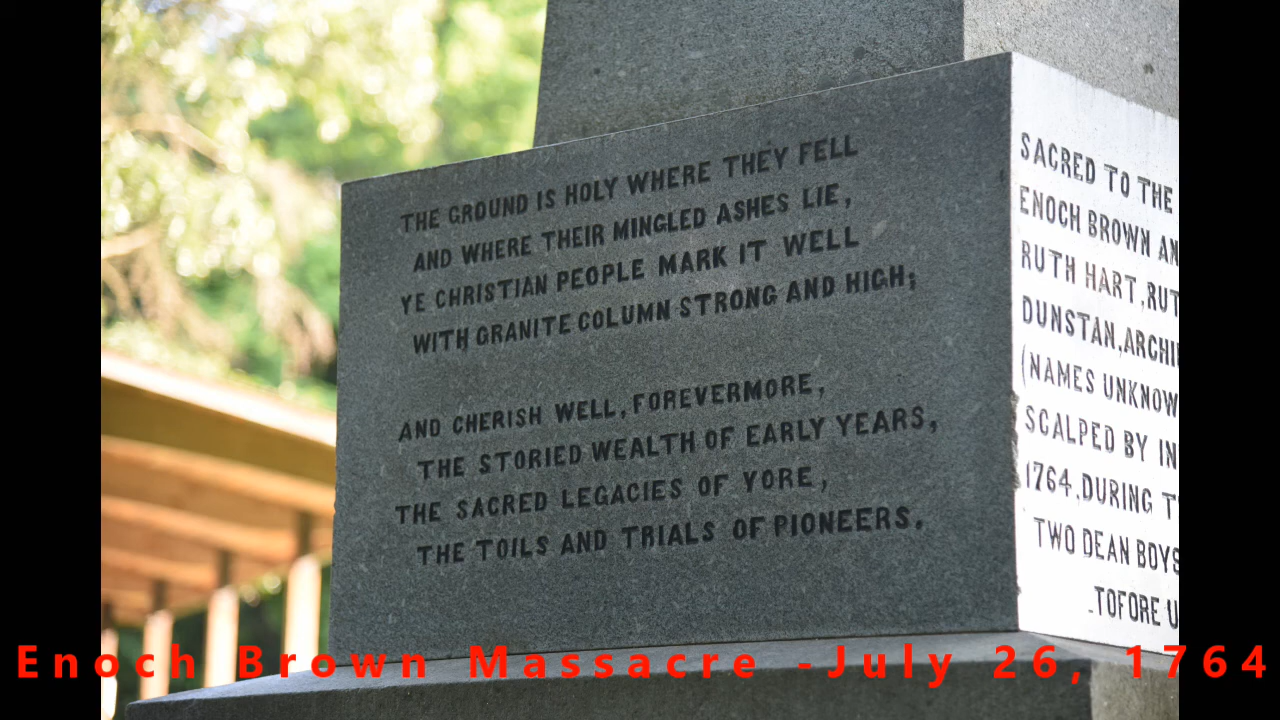 THE GROUND IS HOLY WHERE THEY FELL
AND WHERE THEIR MINGLED ASHES LIE,
YE CHRISTIAN PEOPLE MARK IT WELL
WITH GRANITE COLUMN STRONG AND HIGH;
AND CHERISH WELL, FOREVERMORE,
THE STORIED WEALTH OF EARLY YEARS,
THE SACRED LEGACIES OF YORE,
THE TOILS AND TRIALS OF PIONEERS.
SACRED TO THE
ENOCH BROWN AN
RUTH HART, RUT
DUNSTAN, ARCHI
(NAMES UNKNOW
SCALPED BY IN
1764, DURING T
TWO DEAN BOYS
TOFORE U
Enoch Brown Massacre -July 26, 1764